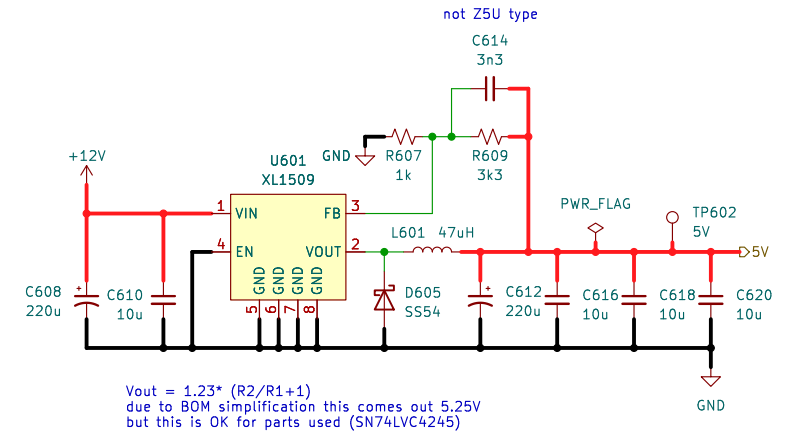 not Z5U type
C614
3n3
+12V
GND
R607
1k
R609
3k3
U601
XL1509
1
VIN
FB
3
4
EN
VOUT
2
GND
GND
GND
GND
5
6
7
8
L601
47uH
PWR_FLAG
TP602
5V
5V
C608
220u
C610
10u
D605
SS54
C612
220u
C616
10u
C618
10u
C620
10u
GND
Vout = 1.23* (R2/R1+1)
due to BOM simplification this comes out 5.25V
but this is OK for parts used (SN74LVC4245)